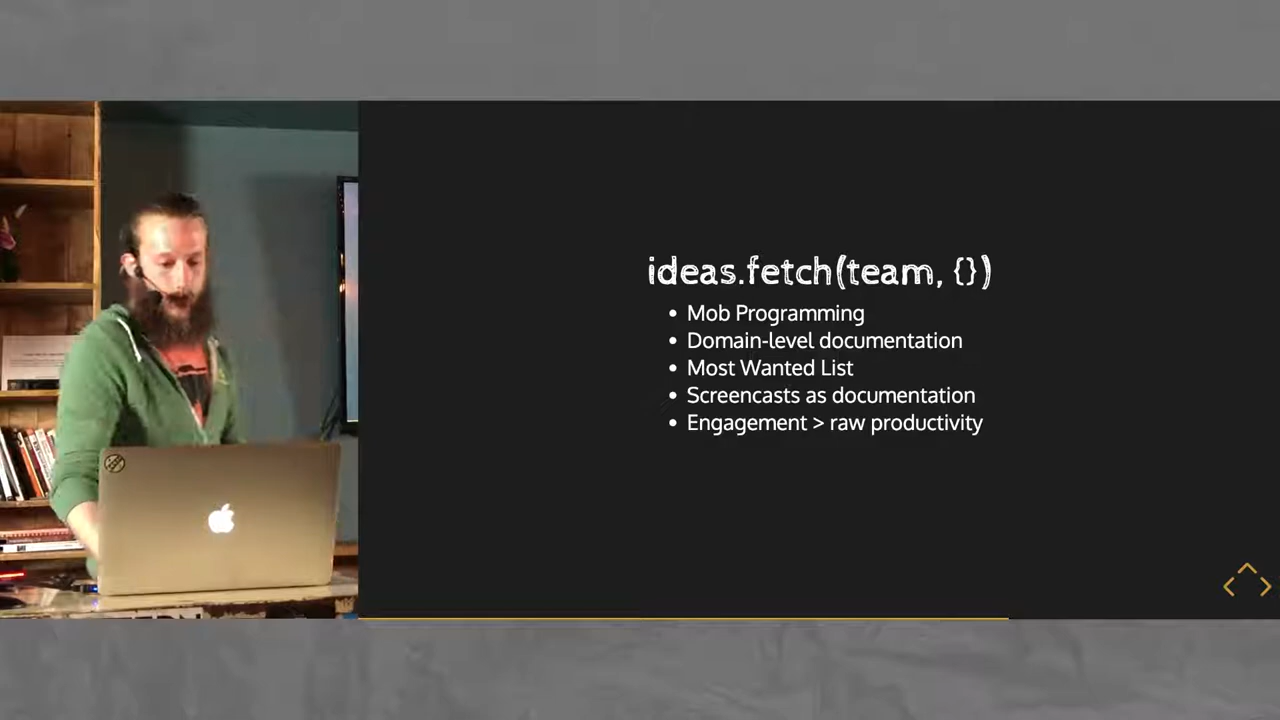 ideas.fetch(team, {})
• Mob Programming
• Domain-level documentation
• Most Wanted List
• Screencasts as documentation
• Engagement > raw productivity